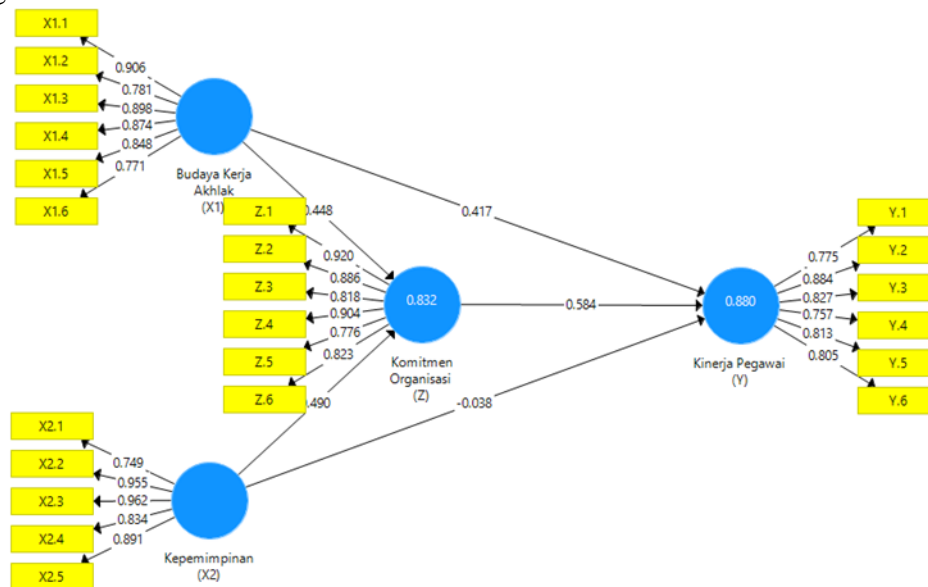 X1.1
X1.2
X1.3
X1.4
X1.5
X1.6
0.906
0.781
0.898
0.874
0.848
0.771
Budaya Kerja
Akhlak
(X1)
0.448
0.417
Z.1
Z.2
Z.3
Z.4
Z.5
Z.6
0.920
0.886
0.818
0.904
0.776
0.823
0.832
Komitmen
Organisasi
(Z)
0.584
0.490
-0.038
0.880
Kinerja Pegawai
(Y)
0.775
0.884
0.827
0.757
0.813
0.805
Y.1
Y.2
Y.3
Y.4
Y.5
Y.6
X2.1
X2.2
X2.3
X2.4
X2.5
0.749
0.955
0.962
0.834
0.891
Kepemimpinan
(X2)